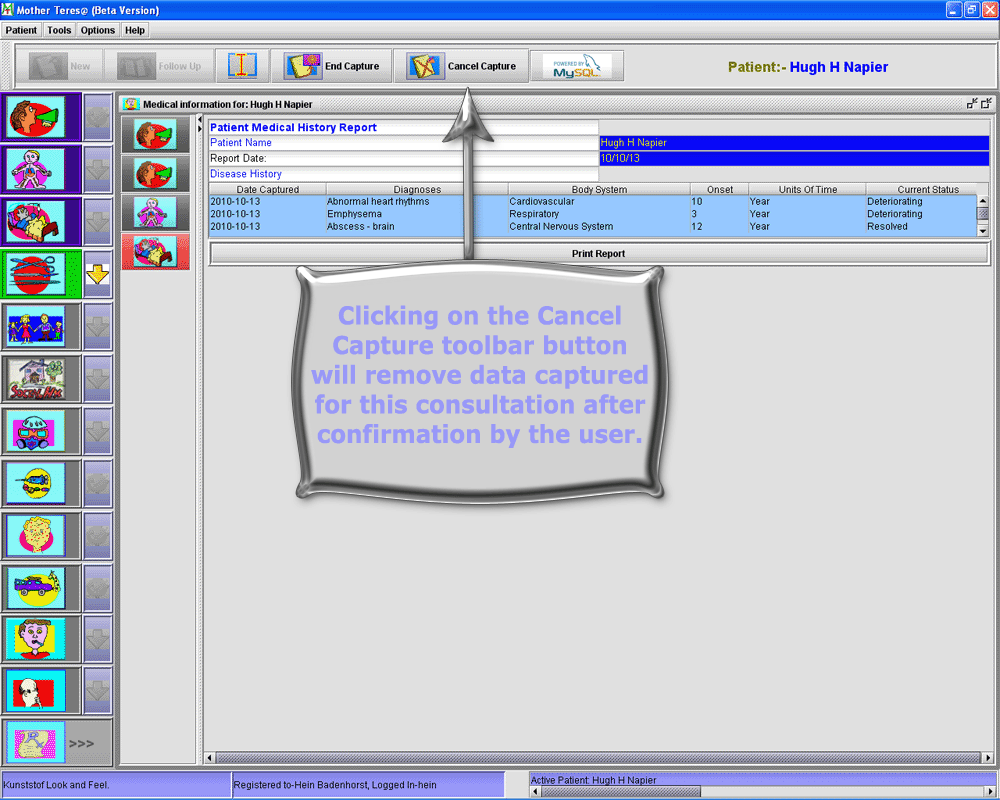 Mother Teres@ (Beta Version)
Patient Tools Options Help
New Follow Up End Capture Cancel Capture POWERED BY MySQL Patient:- Hugh H Napier
Medical information for: Hugh H Napier
Patient Medical History Report
Patient Name Hugh H Napier
Report Date: 10/10/13
Disease History
Date Captured Diagnoses Body System Onset Units Of Time Current Status
2010-10-13 Abnormal heart rhythms Cardiovascular 10 Year Deteriorating
2010-10-13 Emphysema Respiratory 3 Year Deteriorating
2010-10-13 Abscess - brain Central Nervous System 12 Year Resolved
Print Report
Clicking on the Cancel
Capture toolbar button
will remove data captured
for this consultation after
confirmation by the user.
>>>
Kunststof Look and Feel. Registered to-Hein Badenhorst, Logged In-hein Active Patient: Hugh H Napier